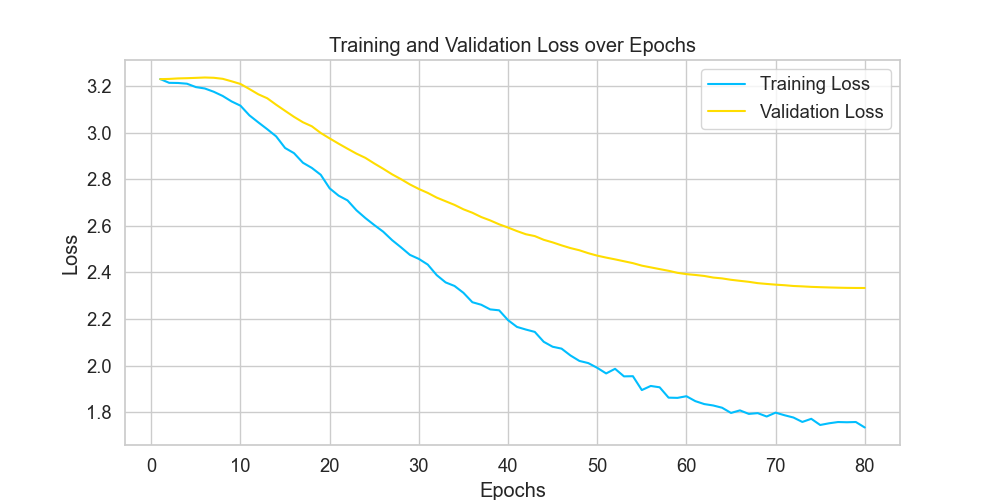 Training and Validation Loss over Epochs
Training Loss
Validation Loss
Loss
3.2
3.0
2.8
2.6
2.4
2.2
2.0
1.8
0 10 20 30 40 50 60 70 80
Epochs